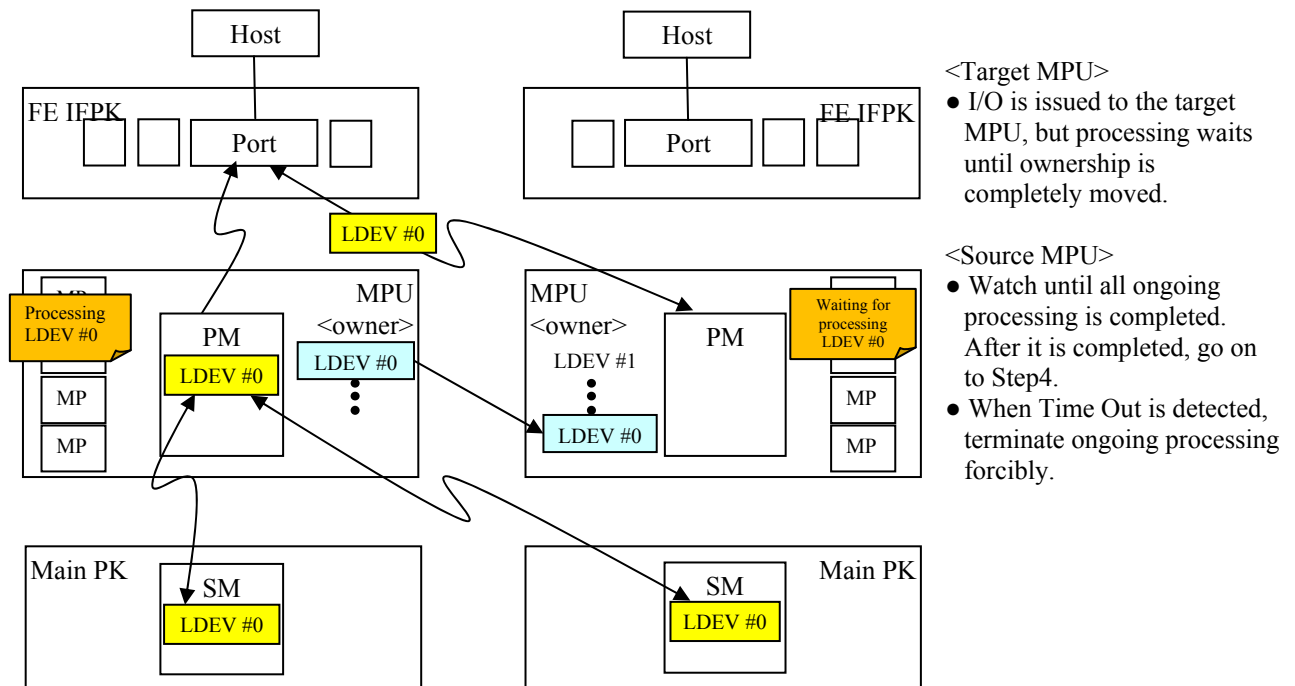 Host
Host
FE IFPK
Port
FE IFPK
Port
LDEV #0
<Target MPU>
● I/O is issued to the target
MPU, but processing waits
until ownership is
completely moved.
<Source MPU>
● Watch until all ongoing
processing is completed.
After it is completed, go on
to Step4.
● When Time Out is detected,
terminate ongoing processing
forcibly.
MP
Processing
LDEV #0
MP
MP
PM
LDEV #0
MPU
<owner>
LDEV #0
MPU
<owner>
LDEV #1
LDEV #0
PM
Waiting for
processing
LDEV #0
MP
MP
Main PK
SM
LDEV #0
Main PK
SM
LDEV #0